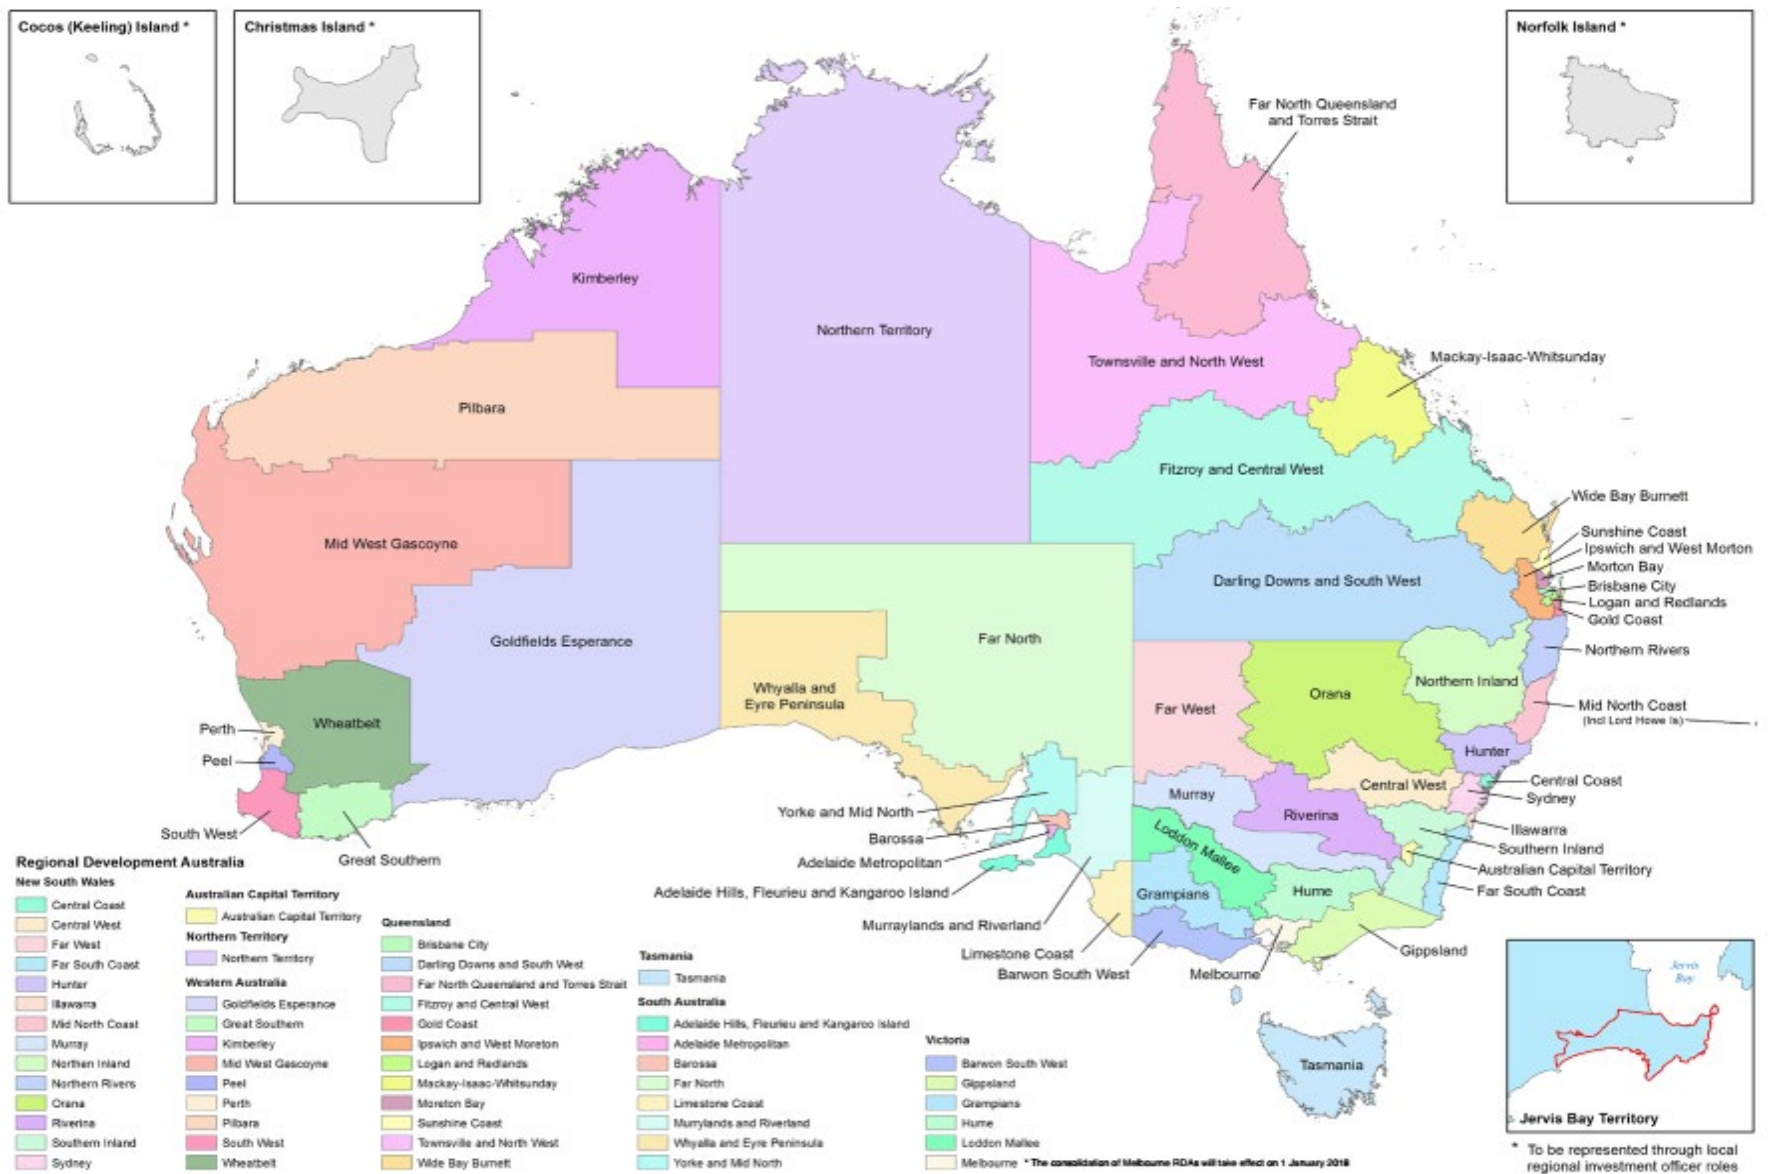 Cocos (Keeling) Island *
Christmas Island *
Norfolk Island *
Far North Queensland
and Torres Strait
Kimberley
Northern Territory
Townsville and North West
Mackay-Isaac-Whitsunday
Pilbara
Fitzroy and Central West
Wide Bay Burnett
Sunshine Coast
Ipswich and West Morton
Morton Bay
Brisbane City
Logan and Redlands
Gold Coast
Mid West Gascoyne
Darling Downs and South West
Goldfields Esperance
Far North
Northern Rivers
Whyalla and
Eyre Peninsula
Far West
Orana
Northern Inland
Mid North Coast
(Incl Lord Howe Is)
Wheatbelt
Perth
Peel
Hunter
Central West
Central Coast
Sydney
Murray
Riverina
Yorke and Mid North
South West
Illawarra
Barossa
Loddon Mallee
Southern Inland
Great Southern
Adelaide Metropolitan
Australian Capital Territory
Adelaide Hills, Fleurieu and Kangaroo Island
Grampians
Hume
Far South Coast
Murraylands and Riverland
Limestone Coast
Gippsland
Barwon South West
Melbourne
Tasmania
Regional Development Australia
New South Wales
Central Coast
Central West
Far West
Far South Coast
Hunter
Illawarra
Mid North Coast
Murray
Northen Inland
Northern Rivers
Orana
Riverina
Southern Inland
Sydney
Australian Capital Territory
Australian Capital Territory
Northern Territory
Northern Territory
Western Australia
Goldfields Esperance
Great Southern
Kimberley
Mid West Gascoyne
Peel
Perth
Pilbara
South West
Wheatbelt
Queensland
Brisbane City
Darling Downs and South West
Far North Queensland and Torres Strait
Fitzroy and Central West
Gold Coast
Ipswich and West Moreton
Logan and Redlands
Mackay-Isaac-Whitsunday
Moreton Bay
Sunshine Coast
Townsville and North West
Wide Bay Burnett
Tasmania
Tasmania
South Australia
Adelaide Hills, Fleurieu and Kangaroo Island
Adelaide Metropolitan
Barossa
Far North
Limestone Coast
Murrylands and Riverland
Whyalla and Eyre Peninsula
Yorke and Mid North
Victoria
Barwon South West
Gippsland
Grampians
Hume
Loddon Mallee
Melbourne * The consolidation of Melbourne RDAs will take effect on 1 January 2018
Jervis
Bay
Jervis Bay Territory
* To be represented through local
regional investment officer roles